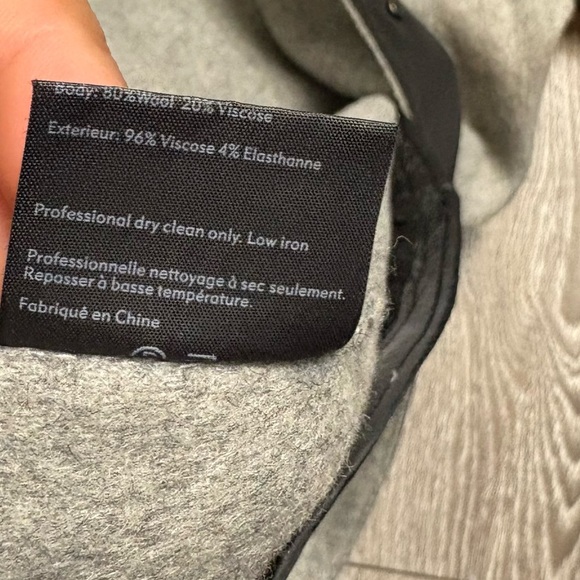 Body: 80%Wool 20% Viscose
Exterieur: 96% Viscose 4% Elasthanne
Professional dry clean only. Low iron
Professionnelle nettoyage à sec seulement.
Repasser à basse température.
Fabriqué en Chine